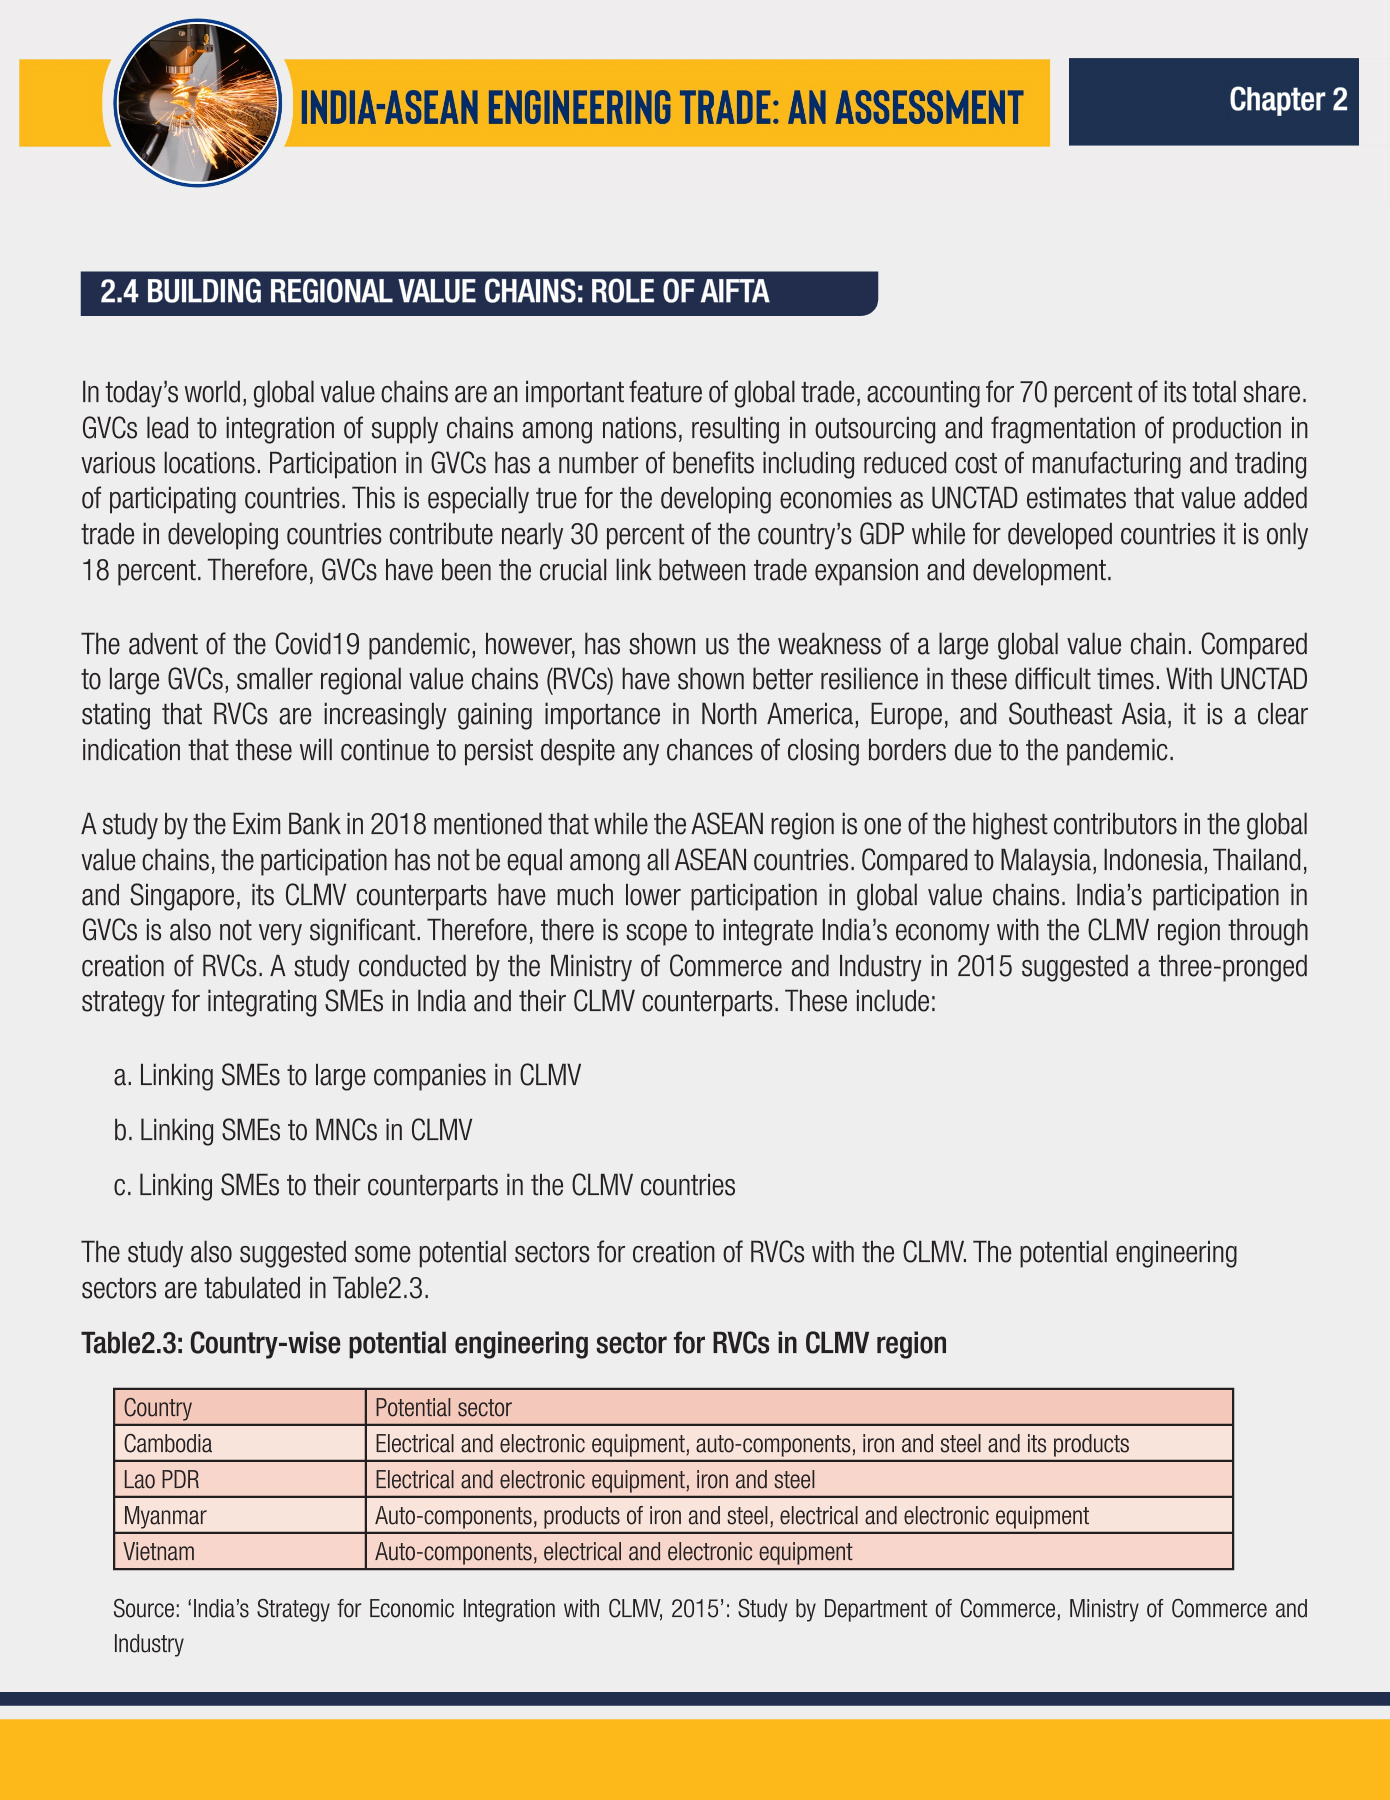 INDIA-ASEAN ENGINEERING TRADE: AN ASSESSMENT
Chapter 2
2.4 BUILDING REGIONAL VALUE CHAINS: ROLE OF AIFTA
In today's world, global value chains are an important feature of global trade, accounting for 70 percent of its total share.
GVCs lead to integration of supply chains among nations, resulting in outsourcing and fragmentation of production in
various locations. Participation in GVCs has a number of benefits including reduced cost of manufacturing and trading
of participating countries. This is especially true for the developing economies as UNCTAD estimates that value added
trade in developing countries contribute nearly 30 percent of the country's GDP while for developed countries it is only
18 percent. Therefore, GVCs have been the crucial link between trade expansion and development.
The advent of the Covid19 pandemic, however, has shown us the weakness of a large global value chain. Compared
to large GVCs, smaller regional value chains (RVCs) have shown better resilience in these difficult times. With UNCTAD
stating that RVCs are increasingly gaining importance in North America, Europe, and Southeast Asia, it is a clear
indication that these will continue to persist despite any chances of closing borders due to the pandemic.
A study by the Exim Bank in 2018 mentioned that while the ASEAN region is one of the highest contributors in the global
value chains, the participation has not be equal among all ASEAN countries. Compared to Malaysia, Indonesia, Thailand,
and Singapore, its CLMV counterparts have much lower participation in global value chains. India's participation in
GVCs is also not very significant. Therefore, there is scope to integrate India's economy with the CLMV region through
creation of RVCs. A study conducted by the Ministry of Commerce and Industry in 2015 suggested a three-pronged
strategy for integrating SMEs in India and their CLMV counterparts. These include:
a. Linking SMEs to large companies in CLMV
b. Linking SMEs to MNCs in CLMV
c. Linking SMEs to their counterparts in the CLMV countries
The study also suggested some potential sectors for creation of RVCs with the CLMV. The potential engineering
sectors are tabulated in Table2.3.
Table2.3: Country-wise potential engineering sector for RVCs in CLMV region
Country Potential sector
Cambodia Electrical and electronic equipment, auto-components, iron and steel and its products
Lao PDR Electrical and electronic equipment, iron and steel
Myanmar Auto-components, products of iron and steel, electrical and electronic equipment
Vietnam Auto-components, electrical and electronic equipment
Source: 'India's Strategy for Economic Integration with CLMV, 2015': Study by Department of Commerce, Ministry of Commerce and
Industry